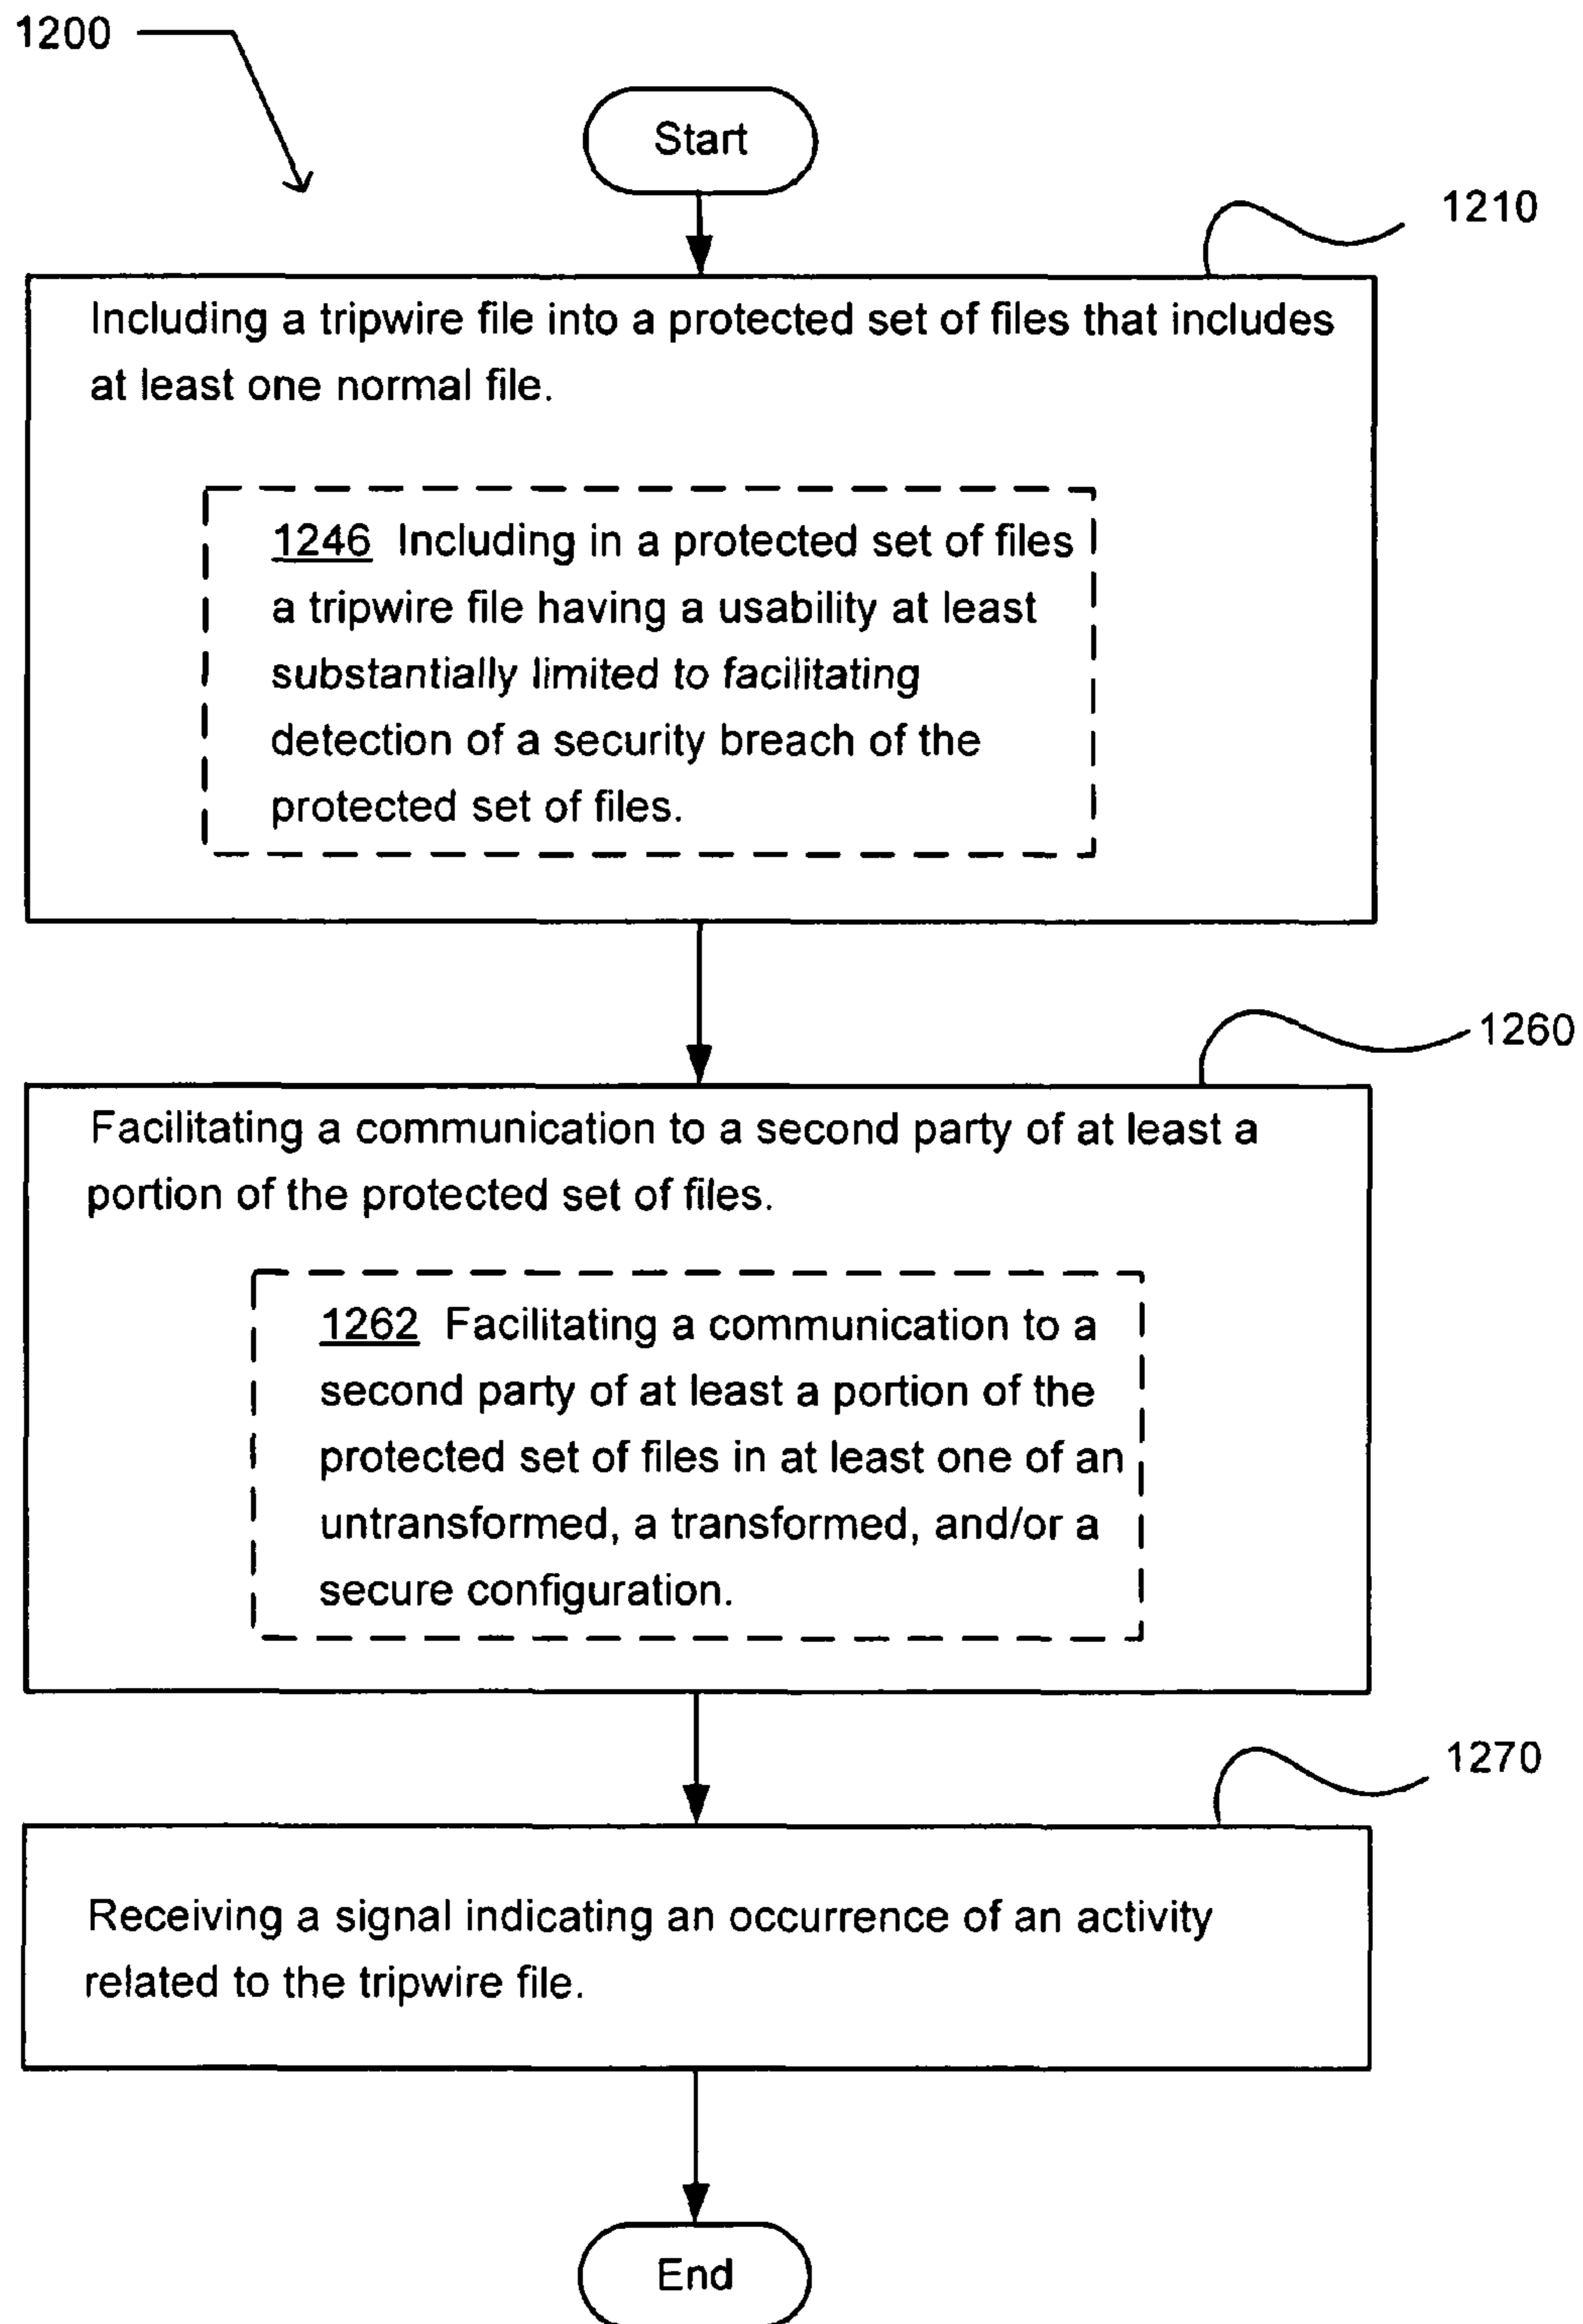 1200
Start
1210
Including a tripwire file into a protected set of files that includes
at least one normal file.
1246 Including in a protected set of files
a tripwire file having a usability at least
substantially limited to facilitating
detection of a security breach of the
protected set of files.
1260
Facilitating a communication to a second party of at least a
portion of the protected set of files.
1262 Facilitating a communication to a
second party of at least a portion of the
protected set of files in at least one of an
untransformed, a transformed, and/or a
secure configuration.
1270
Receiving a signal indicating an occurrence of an activity
related to the tripwire file.
End